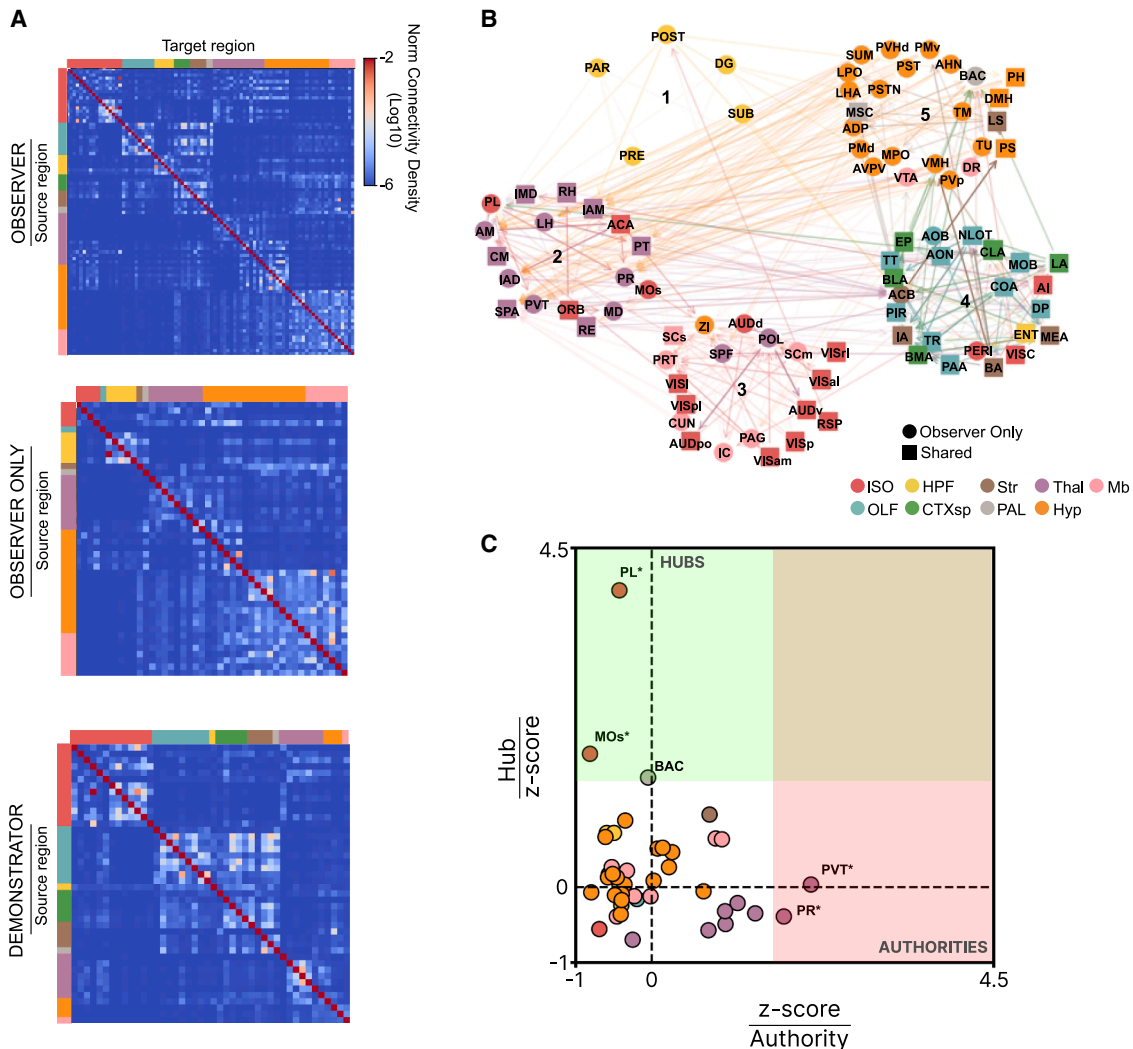 A
Target region
OBSERVER
Source region
-2
-6
Norm Connectivity Density
(Log10)
OBSERVER ONLY
Source region
DEMONSTRATOR
Source region
B
POST
PAR
DG
1
SUB
PRE
SUM
PVHd
PMv
LPO
PST
AHN
BAC
PH
LHA
PSTN
DMH
MSC
5
TM
LS
ADP
PMd
MPO
TU
PS
AVPV
VMH
DR
VTA
PVp
IMD
RH
PL
IAM
LH
ACA
AM
2
PT
CM
IAD
PR
MOs
SPA
PVT
ORB
MD
RE
EP
AOB
NLOT
TT
AON
CLA
MOB
LA
BLA
COA
AI
ACB
4
DP
PIR
IA
TR
ENT
MEA
BMA
PERI
VISC
PAA
BA
ZI
AUDd
SCs
POL
PRT
SPF
SCm
VISrl
VISl
3
VISal
VISpl
AUDv
CUN
RSP
AUDpo
PAG
VISp
IC
VISam
Observer Only
Shared
ISO
HPF
Str
Thal
Mb
OLF
CTXsp
PAL
Hyp
C
4.5
PL*
HUBS
MOs*
BAC
Hub
z-score
0
PVT*
PR*
AUTHORITIES
-1
-1
0
4.5
z-score
Authority